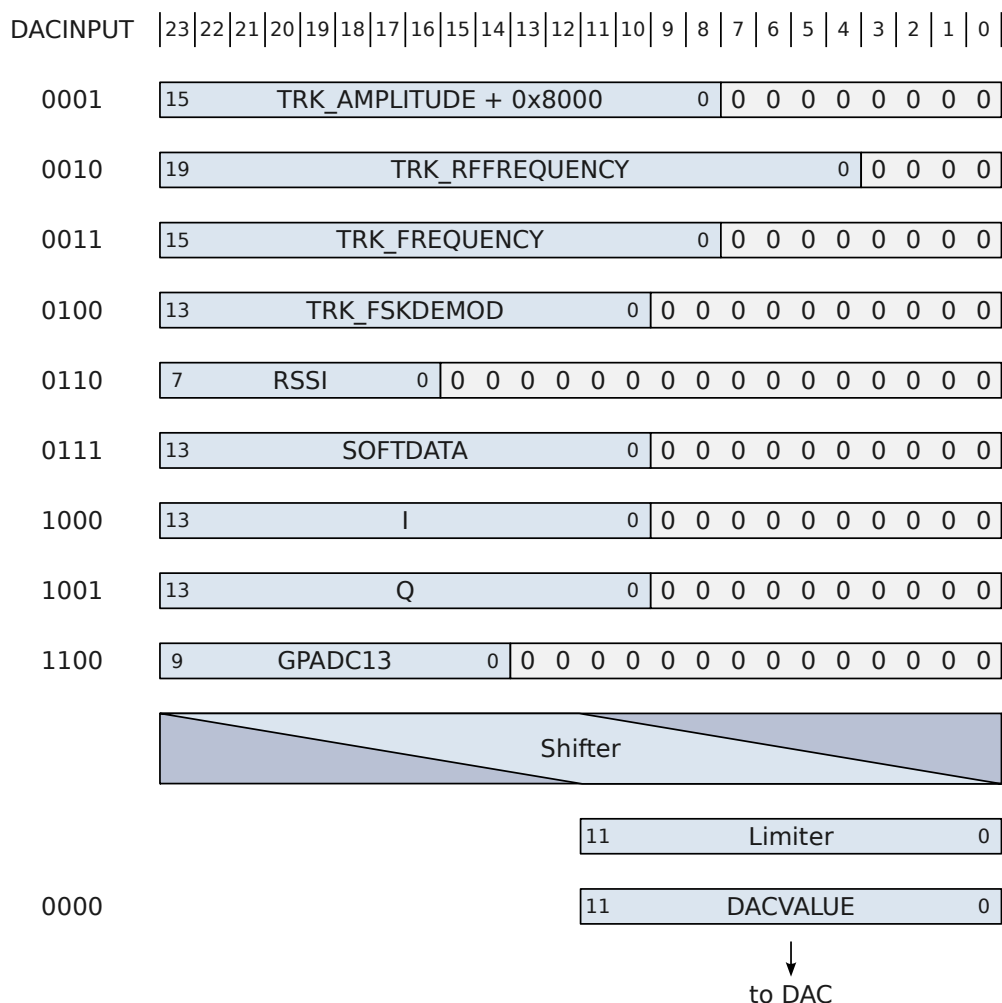 DACINPUT 23 22 21 20 19 18 17 16 15 14 13 12 11 10 9 8 7 6 5 4 3 2 1 0
0001 15 TRK_AMPLITUDE + 0x8000 0 0 0 0 0 0 0 0 0
0010 19 TRK_RFFREQUENCY 0 0 0 0 0
0011 15 TRK_FREQUENCY 0 0 0 0 0 0 0 0 0
0100 13 TRK_FSKDEMOD 0 0 0 0 0 0 0 0 0 0 0
0110 7 RSSI 0 0 0 0 0 0 0 0 0 0 0 0 0 0 0 0 0
0111 13 SOFTDATA 0 0 0 0 0 0 0 0 0 0 0
1000 13 I 0 0 0 0 0 0 0 0 0 0 0
1001 13 Q 0 0 0 0 0 0 0 0 0 0 0
1100 9 GPADC13 0 0 0 0 0 0 0 0 0 0 0 0 0 0 0
Shifter
11 Limiter 0
0000 11 DACVALUE 0
to DAC